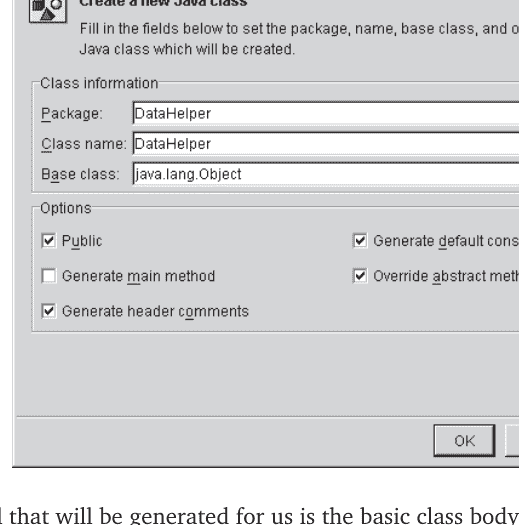 Create a new Java class
Fill in the fields below to set the package, name, base class, and
Java class which will be created.
Class information
Package: DataHelper
Class name: DataHelper
Base class: java.lang.Object
Options
Public
Generate default
Generate main method
Override abstract
Generate header comments
OK
that will be generated for us is the basic class body